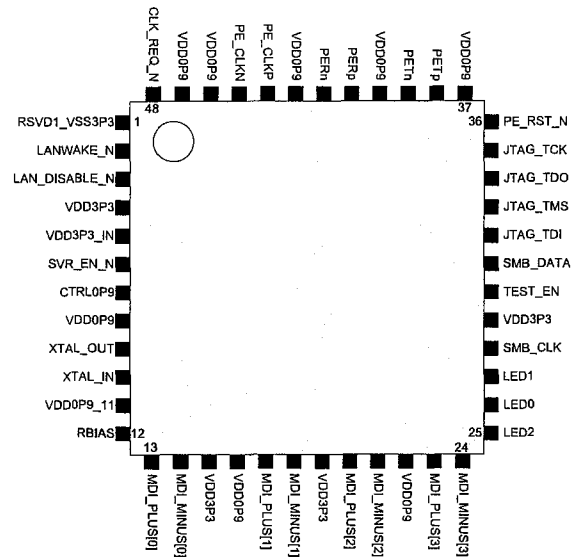 CLK_REQ_N
VDD0P9
VDD0P9
PE_CLKN
PE_CLKP
VDD0P9
PERn
PERp
VDD0P9
PETn
PETp
VDD0P9
48
37
RSVD1_VSS3P3
1
36
PE_RST_N
LANWAKE_N
JTAG_TCK
LAN_DISABLE_N
JTAG_TDO
VDD3P3
JTAG_TMS
VDD3P3_IN
JTAG_TDI
SVR_EN_N
SMB_DATA
CTRL0P9
TEST_EN
VDD0P9
VDD3P3
XTAL_OUT
SMB_CLK
XTAL_IN
LED1
VDD0P9_11
LED0
RBIAS
12
25
LED2
13
24
MDI_PLUS[0]
MDI_MINUS[0]
VDD3P3
VDD0P9
MDI_PLUS[1]
MDI_MINUS[1]
VDD3P3
MDI_PLUS[2]
MDI_MINUS[2]
VDD0P9
MDI_PLUS[3]
MDI_MINUS[3]